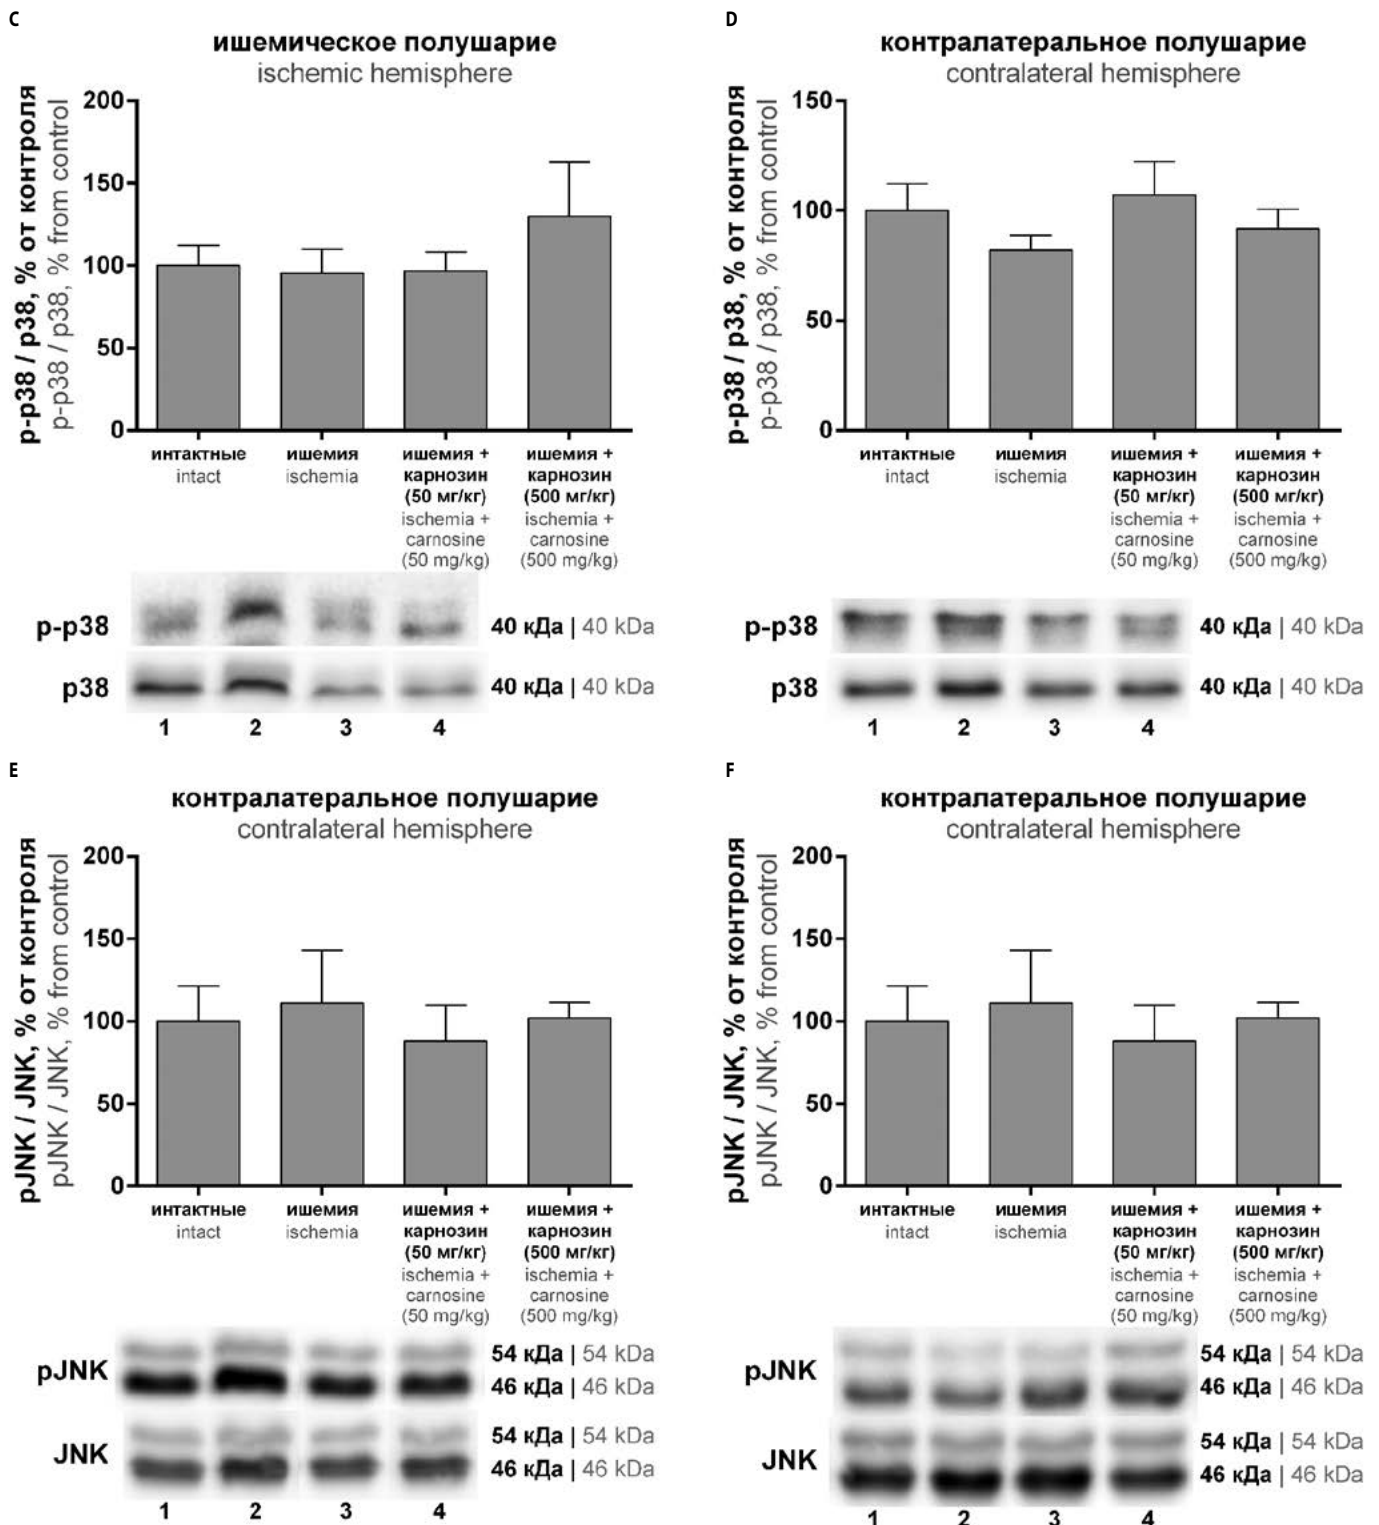 C
ишемическое полушарие
ischemic hemisphere
p-p38 / p38, % от контроля
p-p38 / p38, % from control
200
150
100
50
0
интактные
intact
ишемия
ischemia
ишемия +
карнозин
(50 мг/кг)
ischemia +
carnosine
(50 mg/kg)
ишемия +
карнозин
(500 мг/кг)
ischemia +
carnosine
(500 mg/kg)
p-p38
40 кДа | 40 kDa
p38
40 кДа | 40 kDa
1 2 3 4
D
контралатеральное полушарие
contralateral hemisphere
p-p38 / p38, % от контроля
p-p38 / p38, % from control
150
100
50
0
интактные
intact
ишемия
ischemia
ишемия +
карнозин
(50 мг/кг)
ischemia +
carnosine
(50 mg/kg)
ишемия +
карнозин
(500 мг/кг)
ischemia +
carnosine
(500 mg/kg)
p-p38
40 кДа | 40 kDa
p38
40 кДа | 40 kDa
1 2 3 4
E
контралатеральное полушарие
contralateral hemisphere
pJNK / JNK, % от контроля
pJNK / JNK, % from control
200
150
100
50
0
интактные
intact
ишемия
ischemia
ишемия +
карнозин
(50 мг/кг)
ischemia +
carnosine
(50 mg/kg)
ишемия +
карнозин
(500 мг/кг)
ischemia +
carnosine
(500 mg/kg)
pJNK
54 кДа | 54 kDa
46 кДа | 46 kDa
JNK
54 кДа | 54 kDa
46 кДа | 46 kDa
1 2 3 4
F
контралатеральное полушарие
contralateral hemisphere
pJNK / JNK, % от контроля
pJNK / JNK, % from control
200
150
100
50
0
интактные
intact
ишемия
ischemia
ишемия +
карнозин
(50 мг/кг)
ischemia +
carnosine
(50 mg/kg)
ишемия +
карнозин
(500 мг/кг)
ischemia +
carnosine
(500 mg/kg)
pJNK
54 кДа | 54 kDa
46 кДа | 46 kDa
JNK
54 кДа | 54 kDa
46 кДа | 46 kDa
1 2 3 4